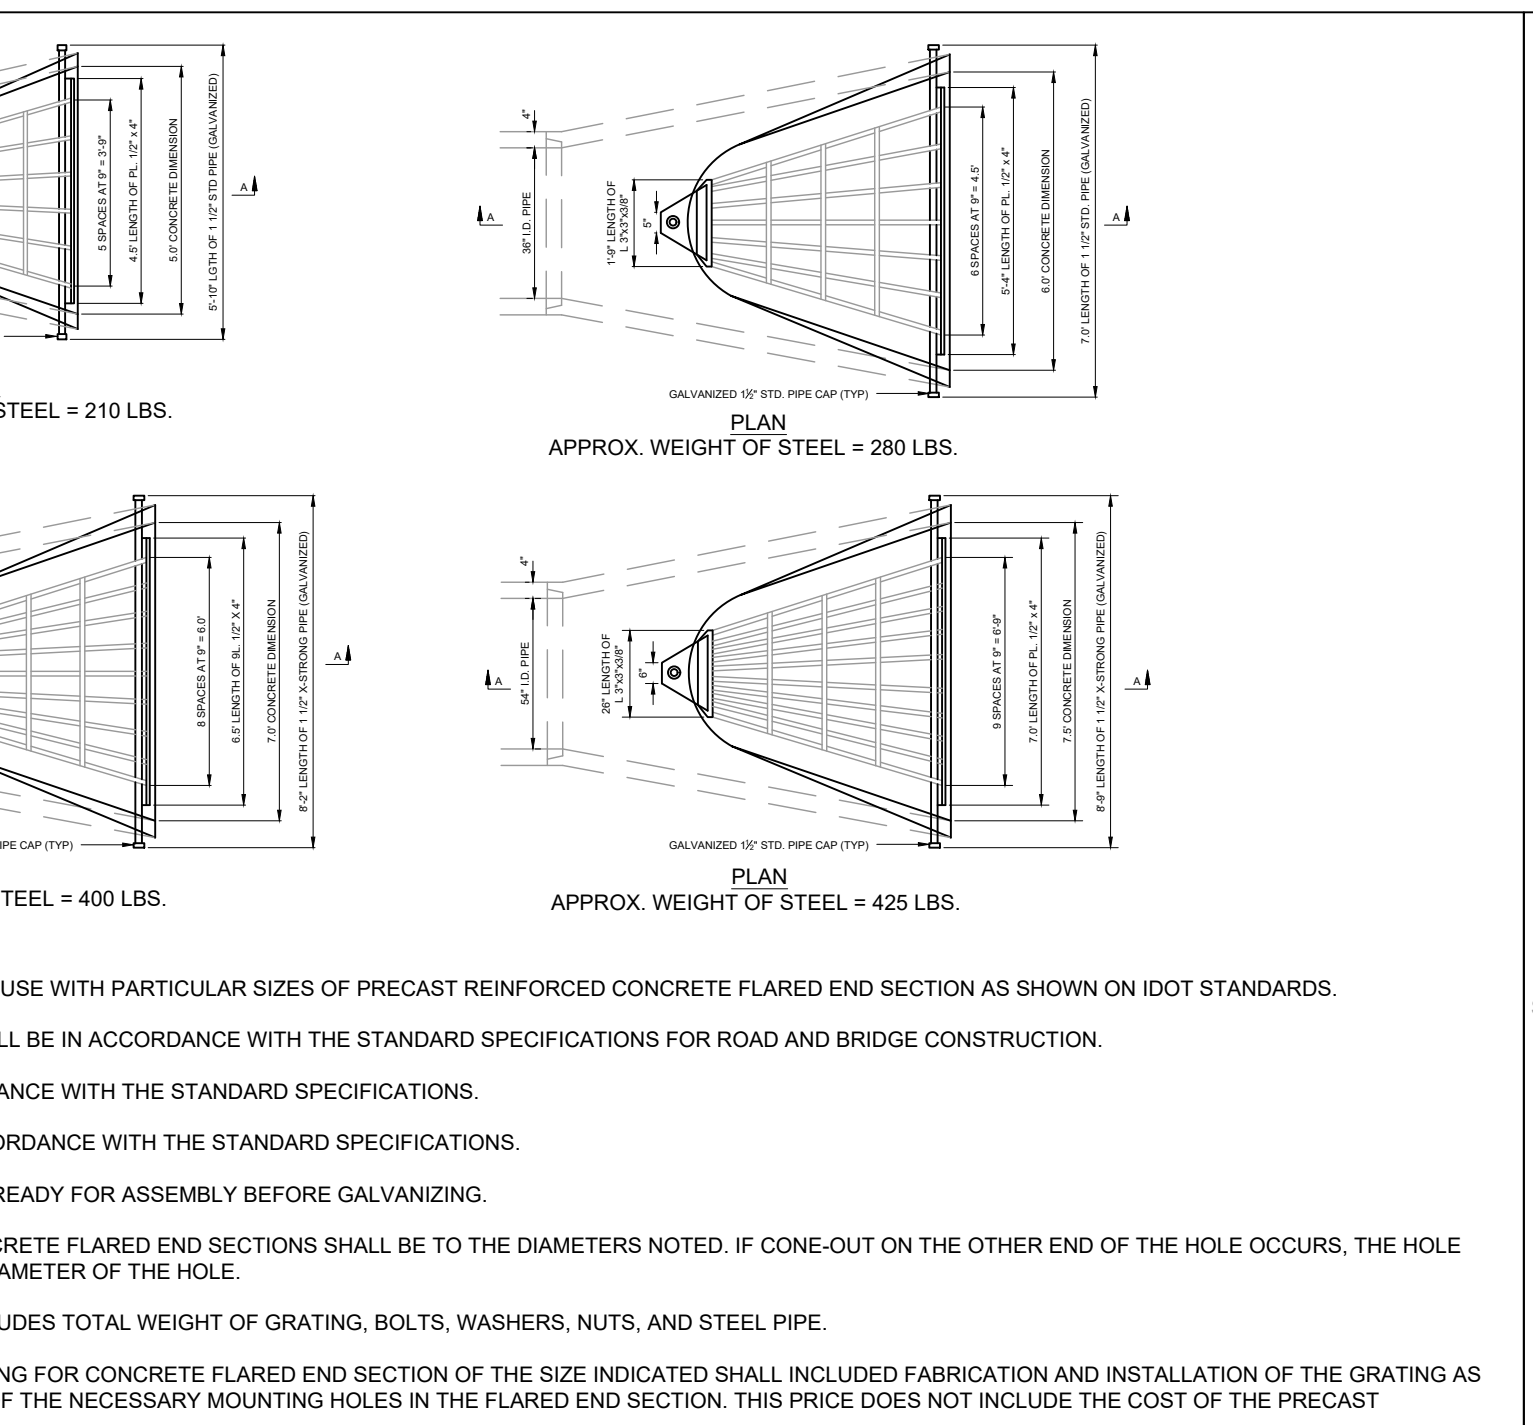 5 SPACES AT 9" = 3'-9"
4.5' LENGTH OF PL. 1/2" x 4"
5.0' CONCRETE DIMENSION
5'-10" LGTH OF 1 1/2" STD PIPE (GALVANIZED)
A
STEEL = 210 LBS.
A
4"
36" I.D. PIPE
1'-9" LENGTH OF
L 3"x3"x3/8"
5"
6 SPACES AT 9" = 4.5'
5'-4" LENGTH OF PL. 1/2" x 4"
6.0' CONCRETE DIMENSION
7.0' LENGTH OF 1 1/2" STD. PIPE (GALVANIZED)
A
GALVANIZED 1½" STD. PIPE CAP (TYP)
PLAN
APPROX. WEIGHT OF STEEL = 280 LBS.
8 SPACES AT 9" = 6.0'
6.5' LENGTH OF 9L. 1/2" X 4"
7.0' CONCRETE DIMENSION
8'-2" LENGTH OF 1 1/2" X-STRONG PIPE (GALVANIZED)
A
IPE CAP (TYP)
TEEL = 400 LBS.
A
4"
54" I.D. PIPE
26" LENGTH OF
L 3"x3"x3/8"
6"
9 SPACES AT 9" = 6'-9"
7.0' LENGTH OF PL. 1/2" x 4"
7.5' CONCRETE DIMENSION
8'-9" LENGTH OF 1 1/2" X-STRONG PIPE (GALVANIZED)
A
GALVANIZED 1½" STD. PIPE CAP (TYP)
PLAN
APPROX. WEIGHT OF STEEL = 425 LBS.
USE WITH PARTICULAR SIZES OF PRECAST REINFORCED CONCRETE FLARED END SECTION AS SHOWN ON IDOT STANDARDS.
LL BE IN ACCORDANCE WITH THE STANDARD SPECIFICATIONS FOR ROAD AND BRIDGE CONSTRUCTION.
ANCE WITH THE STANDARD SPECIFICATIONS.
ORDANCE WITH THE STANDARD SPECIFICATIONS.
READY FOR ASSEMBLY BEFORE GALVANIZING.
CRETE FLARED END SECTIONS SHALL BE TO THE DIAMETERS NOTED. IF CONE-OUT ON THE OTHER END OF THE HOLE OCCURS, THE HOLE
AMETER OF THE HOLE.
UDES TOTAL WEIGHT OF GRATING, BOLTS, WASHERS, NUTS, AND STEEL PIPE.
NG FOR CONCRETE FLARED END SECTION OF THE SIZE INDICATED SHALL INCLUDED FABRICATION AND INSTALLATION OF THE GRATING AS
F THE NECESSARY MOUNTING HOLES IN THE FLARED END SECTION. THIS PRICE DOES NOT INCLUDE THE COST OF THE PRECAST